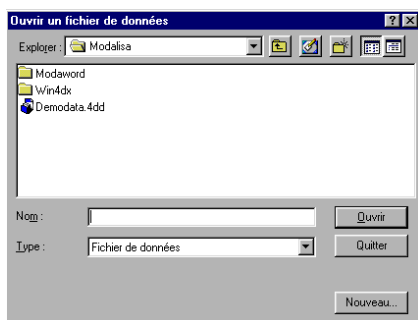 Ouvrir un fichier de données
Explorer : Modalisa
Modaword
Win4dx
Demodata.4dd
Nom : Ouvrir
Type : Fichier de données Quitter
Nouveau...